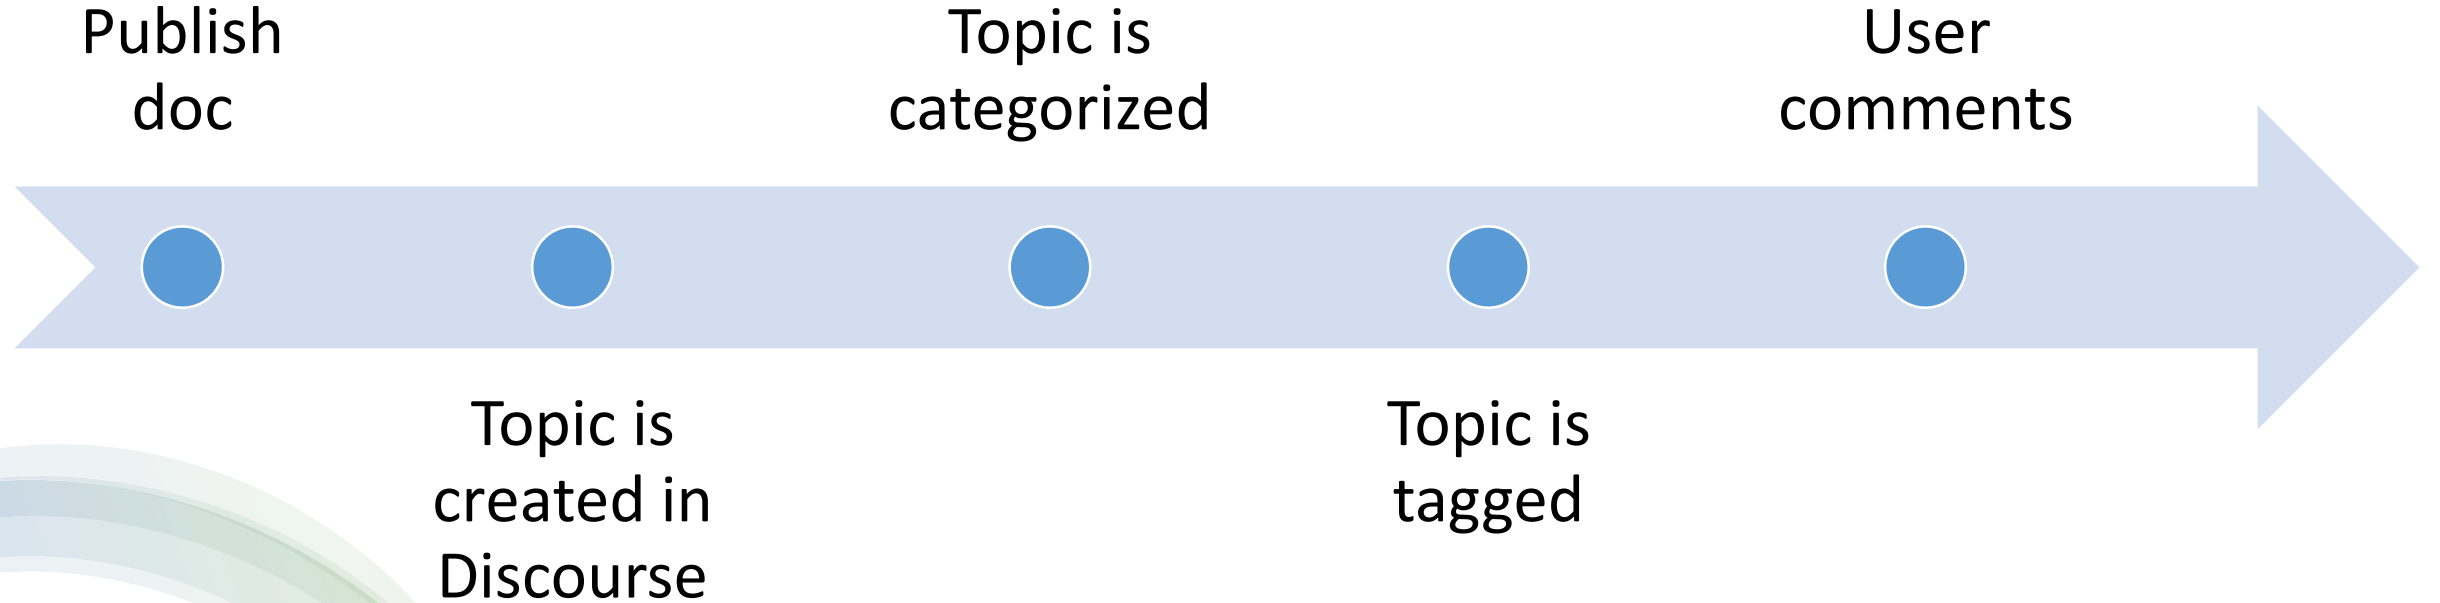 Publish
doc
Topic is
created in
Discourse
Topic is
categorized
Topic is
tagged
User
comments